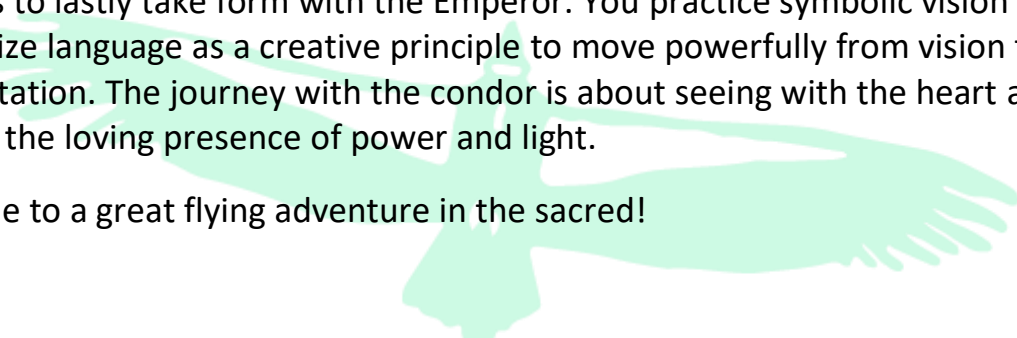 s to lastly take form with the Emperor. You practice symbolic vision
ize language as a creative principle to move powerfully from vision
tation. The journey with the condor is about seeing with the heart a
the loving presence of power and light.
e to a great flying adventure in the sacred!